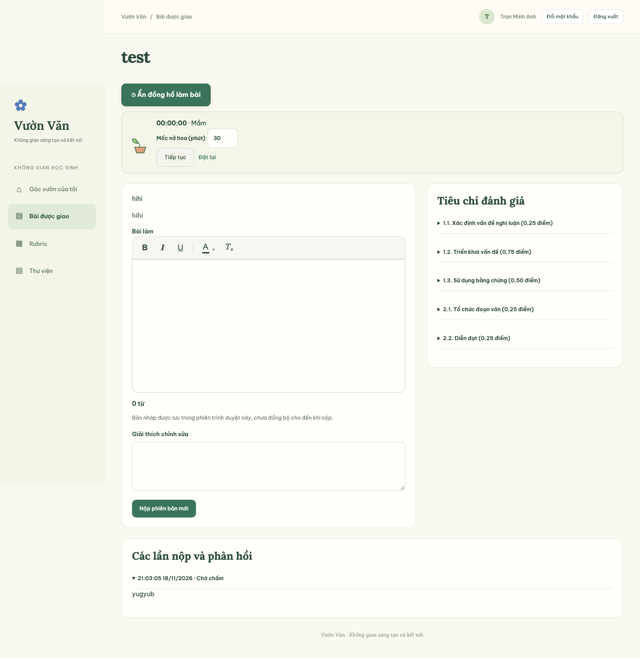 Vườn Văn / Bài được giao
T Tran Minh Anh Đổi mật khẩu Đăng xuất
test
Ẩn đồng hồ làm bài
Vườn Văn
Không gian sáng tạo và kết nối
KHÔNG GIAN HỌC SINH
Góc vườn của tôi
Bài được giao
Rubric
Thư viện
00:00:00 · Mầm
Mốc nở hoa (phút) 30
Tiếp tục Đặt lại
hihi
hihi
Bài làm
B I U A Tx
0 từ
Bản nháp được lưu trong phiên trình duyệt này, chưa đồng bộ cho đến khi nộp.
Giải thích chỉnh sửa
Nộp phiên bản mới
Tiêu chí đánh giá
1.1. Xác định vấn đề nghị luận (0,25 điểm)
1.2. Triển khai vấn đề (0,75 điểm)
1.3. Sử dụng bằng chứng (0,50 điểm)
2.1. Tổ chức đoạn văn (0,25 điểm)
2.2. Diễn đạt (0,25 điểm)
Các lần nộp và phản hồi
21:03:05 18/11/2026 · Chờ chấm
yugyub
Vườn Văn · Không gian sáng tạo và kết nối